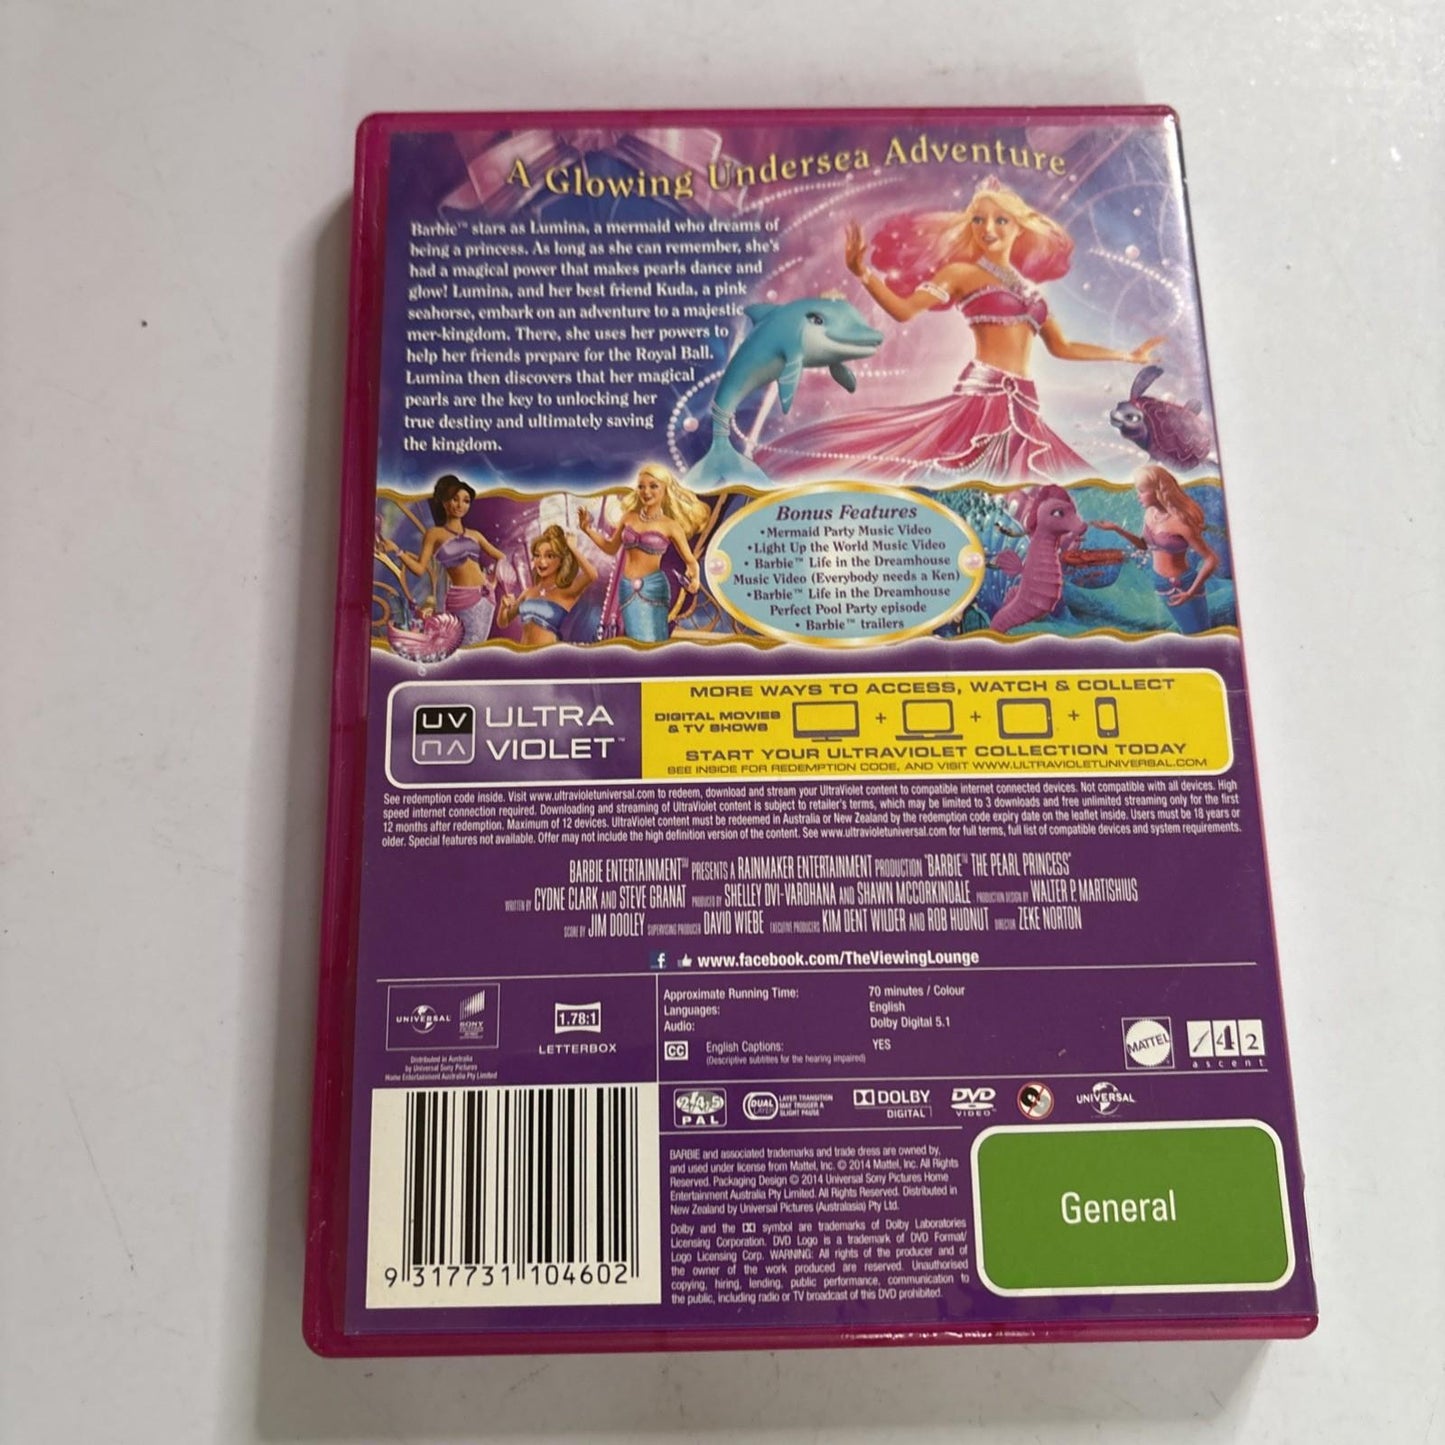 A Glowing Undersea Adventure
Barbie™ stars as Lumina, a mermaid who dreams of
being a princess. As long as she can remember, she's
had a magical power that makes pearls dance and
glow! Lumina, and her best friend Kuda, a pink
seahorse, embark on an adventure to a majestic
mer-kingdom. There, she uses her powers to
help her friends prepare for the Royal Ball.
Lumina then discovers that her magical
pearls are the key to unlocking her
true destiny and ultimately saving
the kingdom.
Bonus Features
•Mermaid Party Music Video
•Light Up the World Music Video
• Barbie™ Life in the Dreamhouse
Music Video (Everybody needs a Ken)
•Barbie™ Life in the Dreamhouse
Perfect Pool Party episode
• Barbie™ trailers
UV
ULTRA
VIOLET™
MORE WAYS TO ACCESS, WATCH & COLLECT
DIGITAL MOVIES
& TV SHOWS
+ + +
START YOUR ULTRAVIOLET COLLECTION TODAY
SEE INSIDE FOR REDEMPTION CODE, AND VISIT WWW.ULTRAVIOLETUNIVERSAL.COM
See redemption code inside. Visit www.ultravioletuniversal.com to redeem, download and stream your UltraViolet content to compatible internet connected devices. Not compatible with all devices. High
speed internet connection required. Downloading and streaming of UltraViolet content is subject to retailer's terms, which may be limited to 3 downloads and free unlimited streaming only for the first
12 months after redemption. Maximum of 12 devices. UltraViolet content must be redeemed in Australia or New Zealand by the redemption code expiry date on the leaflet inside. Users must be 18 years or
older. Special features not available. Offer may not include the high definition version of the content. See www.ultravioletuniversal.com for full terms, full list of compatible devices and system requirements.
BARBIE ENTERTAINMENT PRESENTS A RAINMAKER ENTERTAINMENT PRODUCTION "BARBIE™ THE PEARL PRINCESS"
WRITTEN BY CYDNE CLARK AND STEVE GRANAT PRODUCED BY SHELLEY DVI-VARDHANA AND SHAWN MCCORKINDALE PRODUCTION DESIGN BY WALTER P. MARTISHIUS
SCORE BY JIM DOOLEY SUPERVISING PRODUCER DAVID WIEBE EXECUTIVE PRODUCERS KIM DENT WILDER AND ROB HUDNUT DIRECTOR ZEKE NORTON
f www.facebook.com/TheViewingLounge
UNIVERSAL
SONY
Distributed in Australia
by Universal Sony Pictures
Home Entertainment Australia Pty Limited
1.78:1
LETTERBOX
Approximate Running Time: 70 minutes / Colour
Languages: English
Audio: Dolby Digital 5.1
CC English Captions: YES
(Descriptive subtitles for the hearing impaired)
MATTEL
142
ascent
2,4,5
PAL
DUAL
LAYER
LAYER TRANSITION
MAY TRIGGER A
SLIGHT PAUSE
DOLBY
DIGITAL
DVD
VIDEO
UNIVERSAL
BARBIE and associated trademarks and trade dress are owned by,
and used under license from Mattel, Inc. © 2014 Mattel, Inc. All Rights
Reserved. Packaging Design © 2014 Universal Sony Pictures Home
Entertainment Australia Pty Limited. All Rights Reserved. Distributed in
New Zealand by Universal Pictures (Australasia) Pty Ltd.
Dolby and the DD symbol are trademarks of Dolby Laboratories
Licensing Corporation. DVD Logo is a trademark of DVD Format/
Logo Licensing Corp. WARNING: All rights of the producer and of
the owner of the work produced are reserved. Unauthorised
copying, hiring, lending, public performance, communication to
the public, including radio or TV broadcast of this DVD prohibited.
General
9 317731 104602